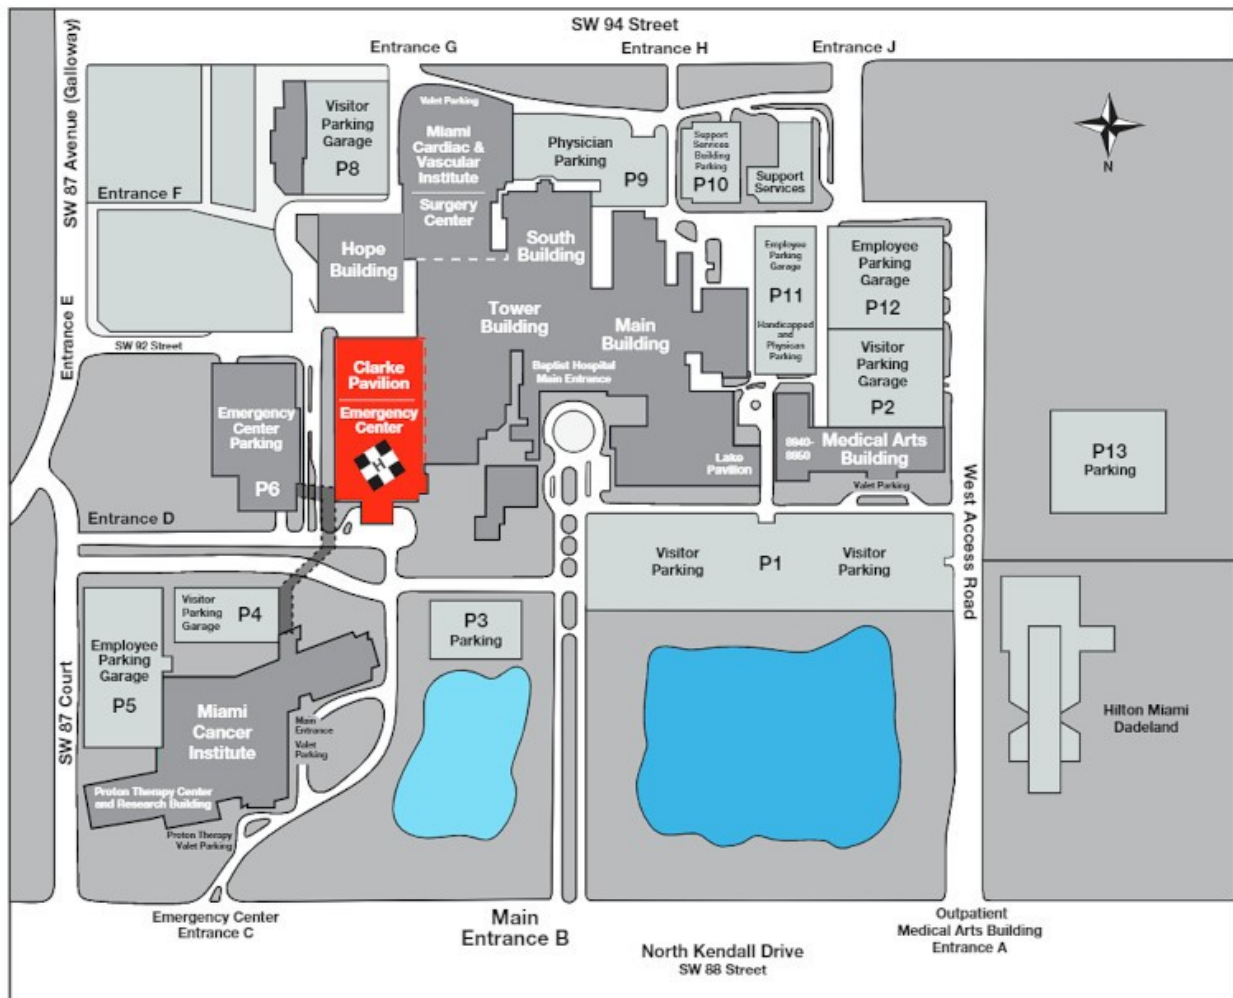 SW 94 Street
Entrance G
Entrance H
Entrance J
SW 87 Avenue (Galloway)
Visitor
Parking
Garage
P8
Valet Parking
Miami
Cardiac &
Vascular
Institute
Surgery
Center
Physician
Parking
P9
Support
Services
Building
Parking
P10
Support
Services
N
Entrance F
Hope
Building
South
Building
Employee
Parking
Garage
P11
Handicapped
and
Physican
Parking
Employee
Parking
Garage
P12
Entrance E
SW 92 Street
Tower
Building
Main
Building
Baptist Hospital
Main Entrance
Visitor
Parking
Garage
P2
Clarke
Pavilion
Emergency
Center
H
Emergency
Center
Parking
P6
Lake
Pavilion
8940-
8950
Medical Arts
Building
Valet Parking
P13
Parking
Entrance D
West Access Road
Visitor
Parking
P1
Visitor
Parking
Visitor
Parking
Garage
P4
P3
Parking
Employee
Parking
Garage
P5
SW 87 Court
Miami
Cancer
Institute
Main
Entrance
Valet
Parking
Hilton Miami
Dadeland
Proton Therapy Center
and Research Building
Proton Therapy
Valet Parking
Emergency Center
Entrance C
Main
Entrance B
Outpatient
Medical Arts Building
Entrance A
North Kendall Drive
SW 88 Street